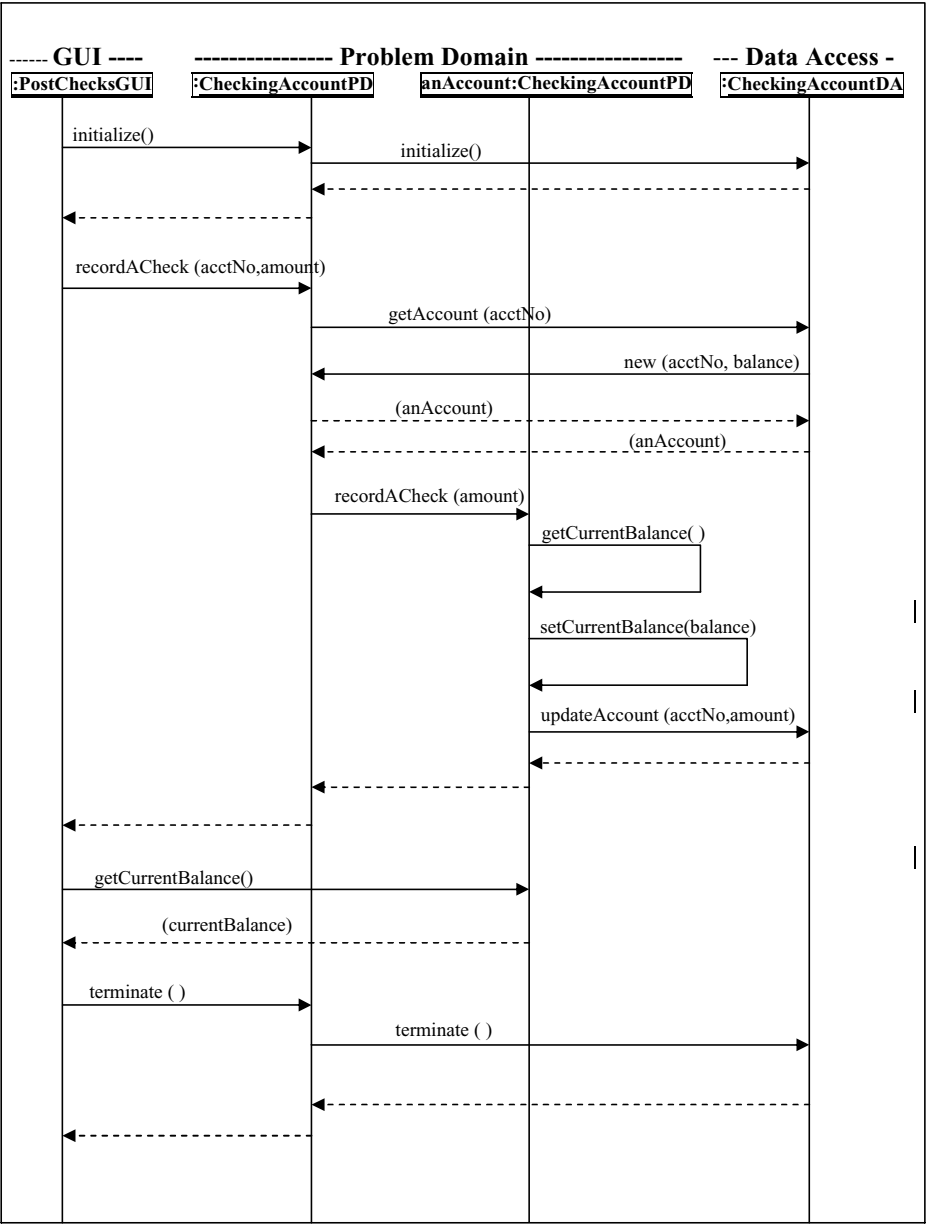 ------ GUI ---- ---------------- Problem Domain ----------------- --- Data Access -
:PostChecksGUI :CheckingAccountPD anAccount:CheckingAccountPD :CheckingAccountDA
initialize()
initialize()
recordACheck (acctNo,amount)
getAccount (acctNo)
new (acctNo, balance)
(anAccount)
(anAccount)
recordACheck (amount)
getCurrentBalance( )
setCurrentBalance(balance)
updateAccount (acctNo,amount)
getCurrentBalance()
(currentBalance)
terminate ( )
terminate ( )